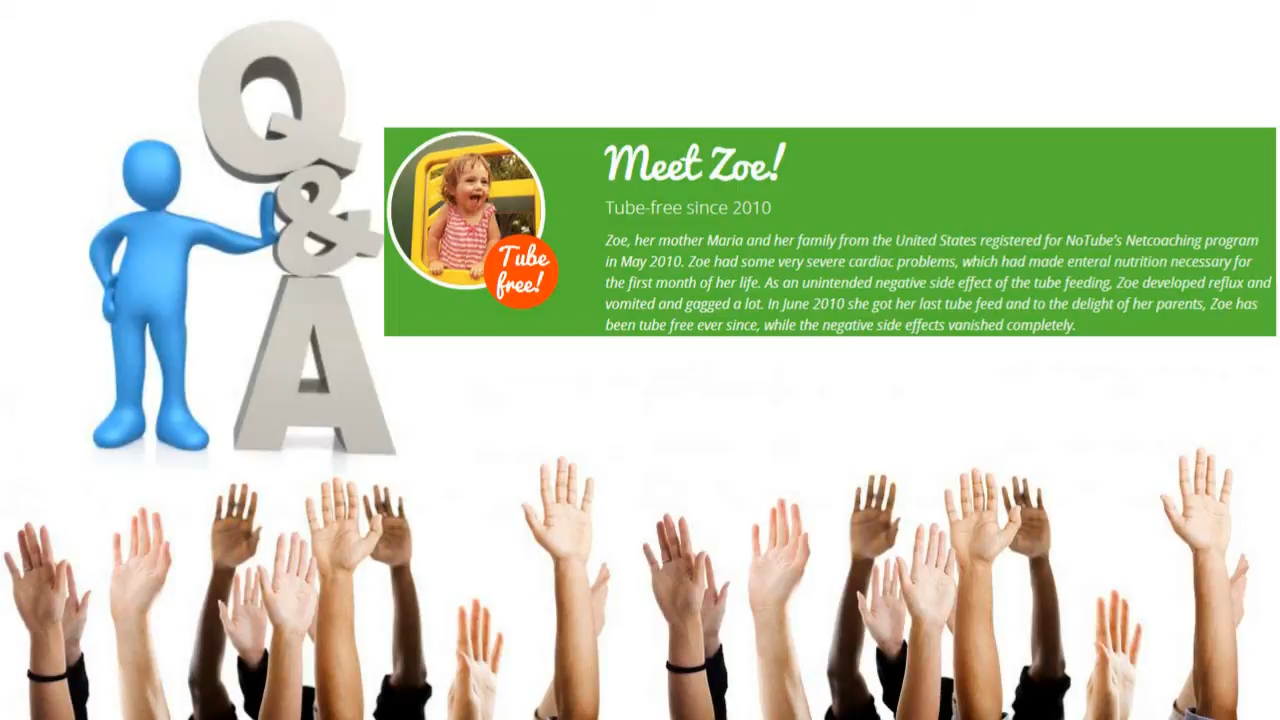 Q
&
A
Meet Zoe!
Tube-free since 2010
Tube
free!
Zoe, her mother Maria and her family from the United States registered for NoTube's Netcoaching program
in May 2010. Zoe had some very severe cardiac problems, which had made enteral nutrition necessary for
the first month of her life. As an unintended negative side effect of the tube feeding, Zoe developed reflux and
vomited and gagged a lot. In June 2010 she got her last tube feed and to the delight of her parents, Zoe has
been tube free ever since, while the negative side effects vanished completely.